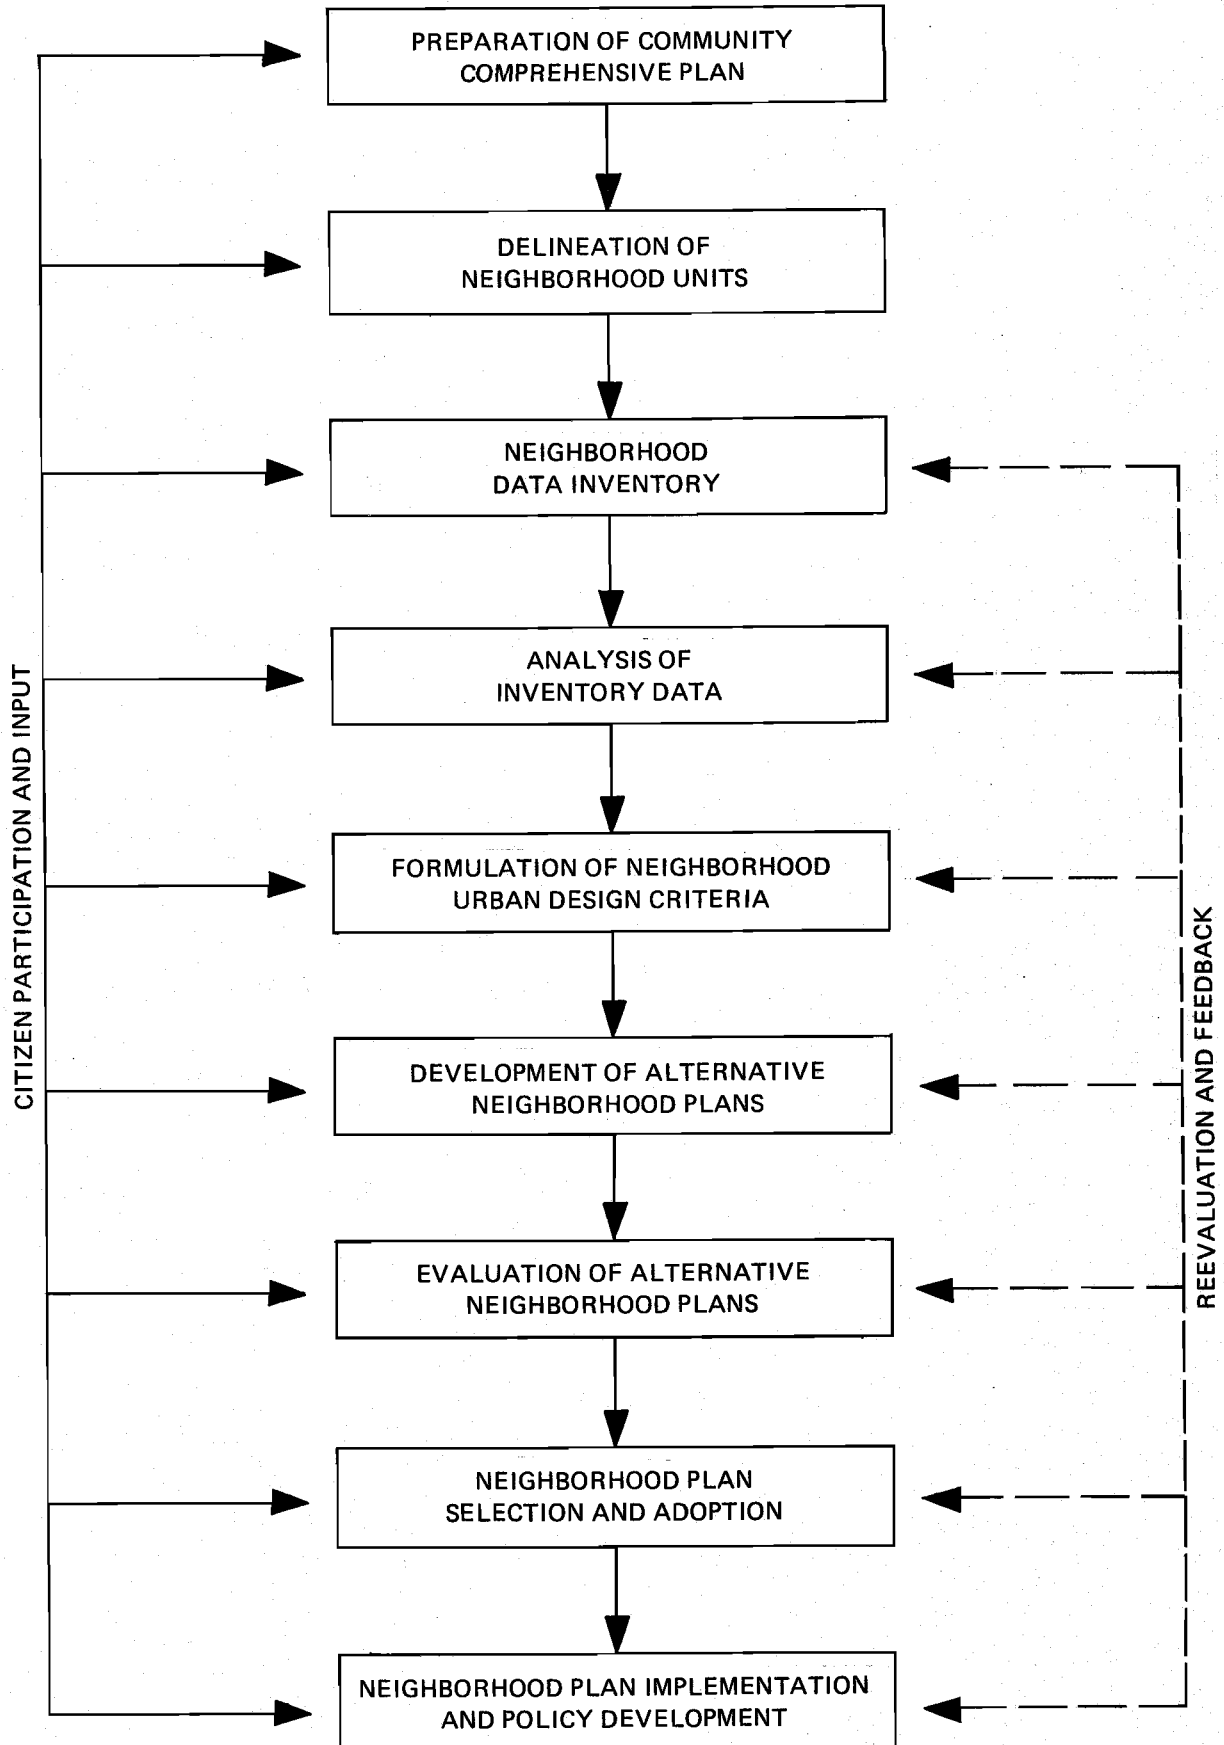 PREPARATION OF COMMUNITY
COMPREHENSIVE PLAN
DELINEATION OF
NEIGHBORHOOD UNITS
NEIGHBORHOOD
DATA INVENTORY
ANALYSIS OF
INVENTORY DATA
FORMULATION OF NEIGHBORHOOD
URBAN DESIGN CRITERIA
DEVELOPMENT OF ALTERNATIVE
NEIGHBORHOOD PLANS
EVALUATION OF ALTERNATIVE
NEIGHBORHOOD PLANS
NEIGHBORHOOD PLAN
SELECTION AND ADOPTION
NEIGHBORHOOD PLAN IMPLEMENTATION
AND POLICY DEVELOPMENT
CITIZEN PARTICIPATION AND INPUT
REEVALUATION AND FEEDBACK